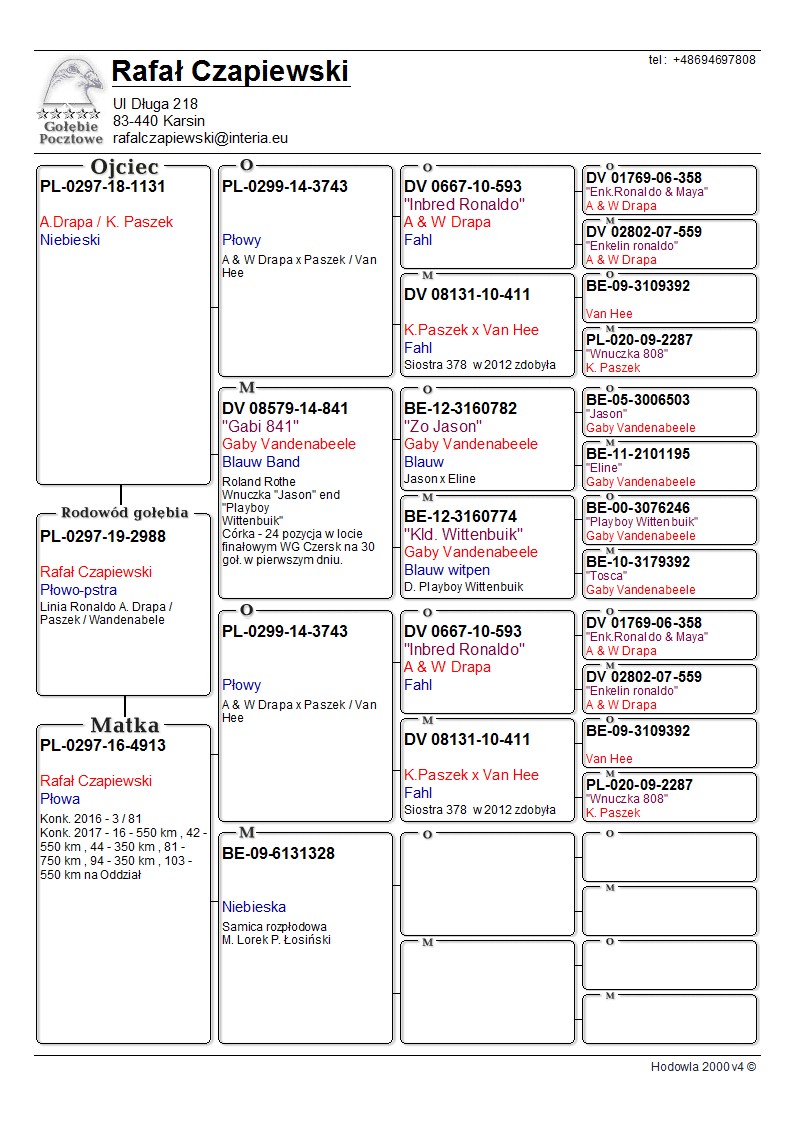 Rafał Czapiewski
tel : +48694697808
Ul Długa 218
83-440 Karsin
rafalczapiewski@interia.eu
Gołębie
Pocztowe
Ojciec
PL-0297-18-1131
A.Drapa / K. Paszek
Niebieski
Rodowód gołębia
PL-0297-19-2988
Rafał Czapiewski
Płowo-pstra
Linia Ronaldo A. Drapa /
Paszek / Wandenabele
Matka
PL-0297-16-4913
Rafał Czapiewski
Płowa
Konk. 2016 - 3 / 81
Konk. 2017 - 16 - 550 km , 42 -
550 km , 44 - 350 km , 81 -
750 km , 94 - 350 km , 103 -
550 km na Oddział
O
PL-0299-14-3743
Płowy
A & W Drapa x Paszek / Van
Hee
M
DV 08579-14-841
"Gabi 841"
Gaby Vandenabeele
Blauw Band
Roland Rothe
Wnuczka "Jason" end
"Playboy
Wittenbuik"
Córka - 24 pozycja w locie
finałowym WG Czersk na 30
goł. w pierwszym dniu.
O
PL-0299-14-3743
Płowy
A & W Drapa x Paszek / Van
Hee
M
BE-09-6131328
Niebieska
Samica rozpłodowa
M. Lorek P. Łosiński
O
DV 0667-10-593
"Inbred Ronaldo"
A & W Drapa
Fahl
M
DV 08131-10-411
K.Paszek x Van Hee
Fahl
Siostra 378 w 2012 zdobyła
O
BE-12-3160782
"Zo Jason"
Gaby Vandenabeele
Blauw
Jason x Eline
M
BE-12-3160774
"Kld. Wittenbuik"
Gaby Vandenabeele
Blauw witpen
D. Playboy Wittenbuik
O
DV 0667-10-593
"Inbred Ronaldo"
A & W Drapa
Fahl
M
DV 08131-10-411
K.Paszek x Van Hee
Fahl
Siostra 378 w 2012 zdobyła
O
M
O
DV 01769-06-358
"Enk.Ronaldo & Maya"
A & W Drapa
M
DV 02802-07-559
"Enkelin ronaldo"
A & W Drapa
O
BE-09-3109392
Van Hee
M
PL-020-09-2287
"Wnuczka 808"
K. Paszek
O
BE-05-3006503
"Jason"
Gaby Vandenabeele
M
BE-11-2101195
"Eline"
Gaby Vandenabeele
O
BE-00-3076246
"Playboy Wittenbuik"
Gaby Vandenabeele
M
BE-10-3179392
"Tosca"
Gaby Vandenabeele
O
DV 01769-06-358
"Enk.Ronaldo & Maya"
A & W Drapa
M
DV 02802-07-559
"Enkelin ronaldo"
A & W Drapa
O
BE-09-3109392
Van Hee
M
PL-020-09-2287
"Wnuczka 808"
K. Paszek
O
M
O
M
Hodowla 2000v4 ©